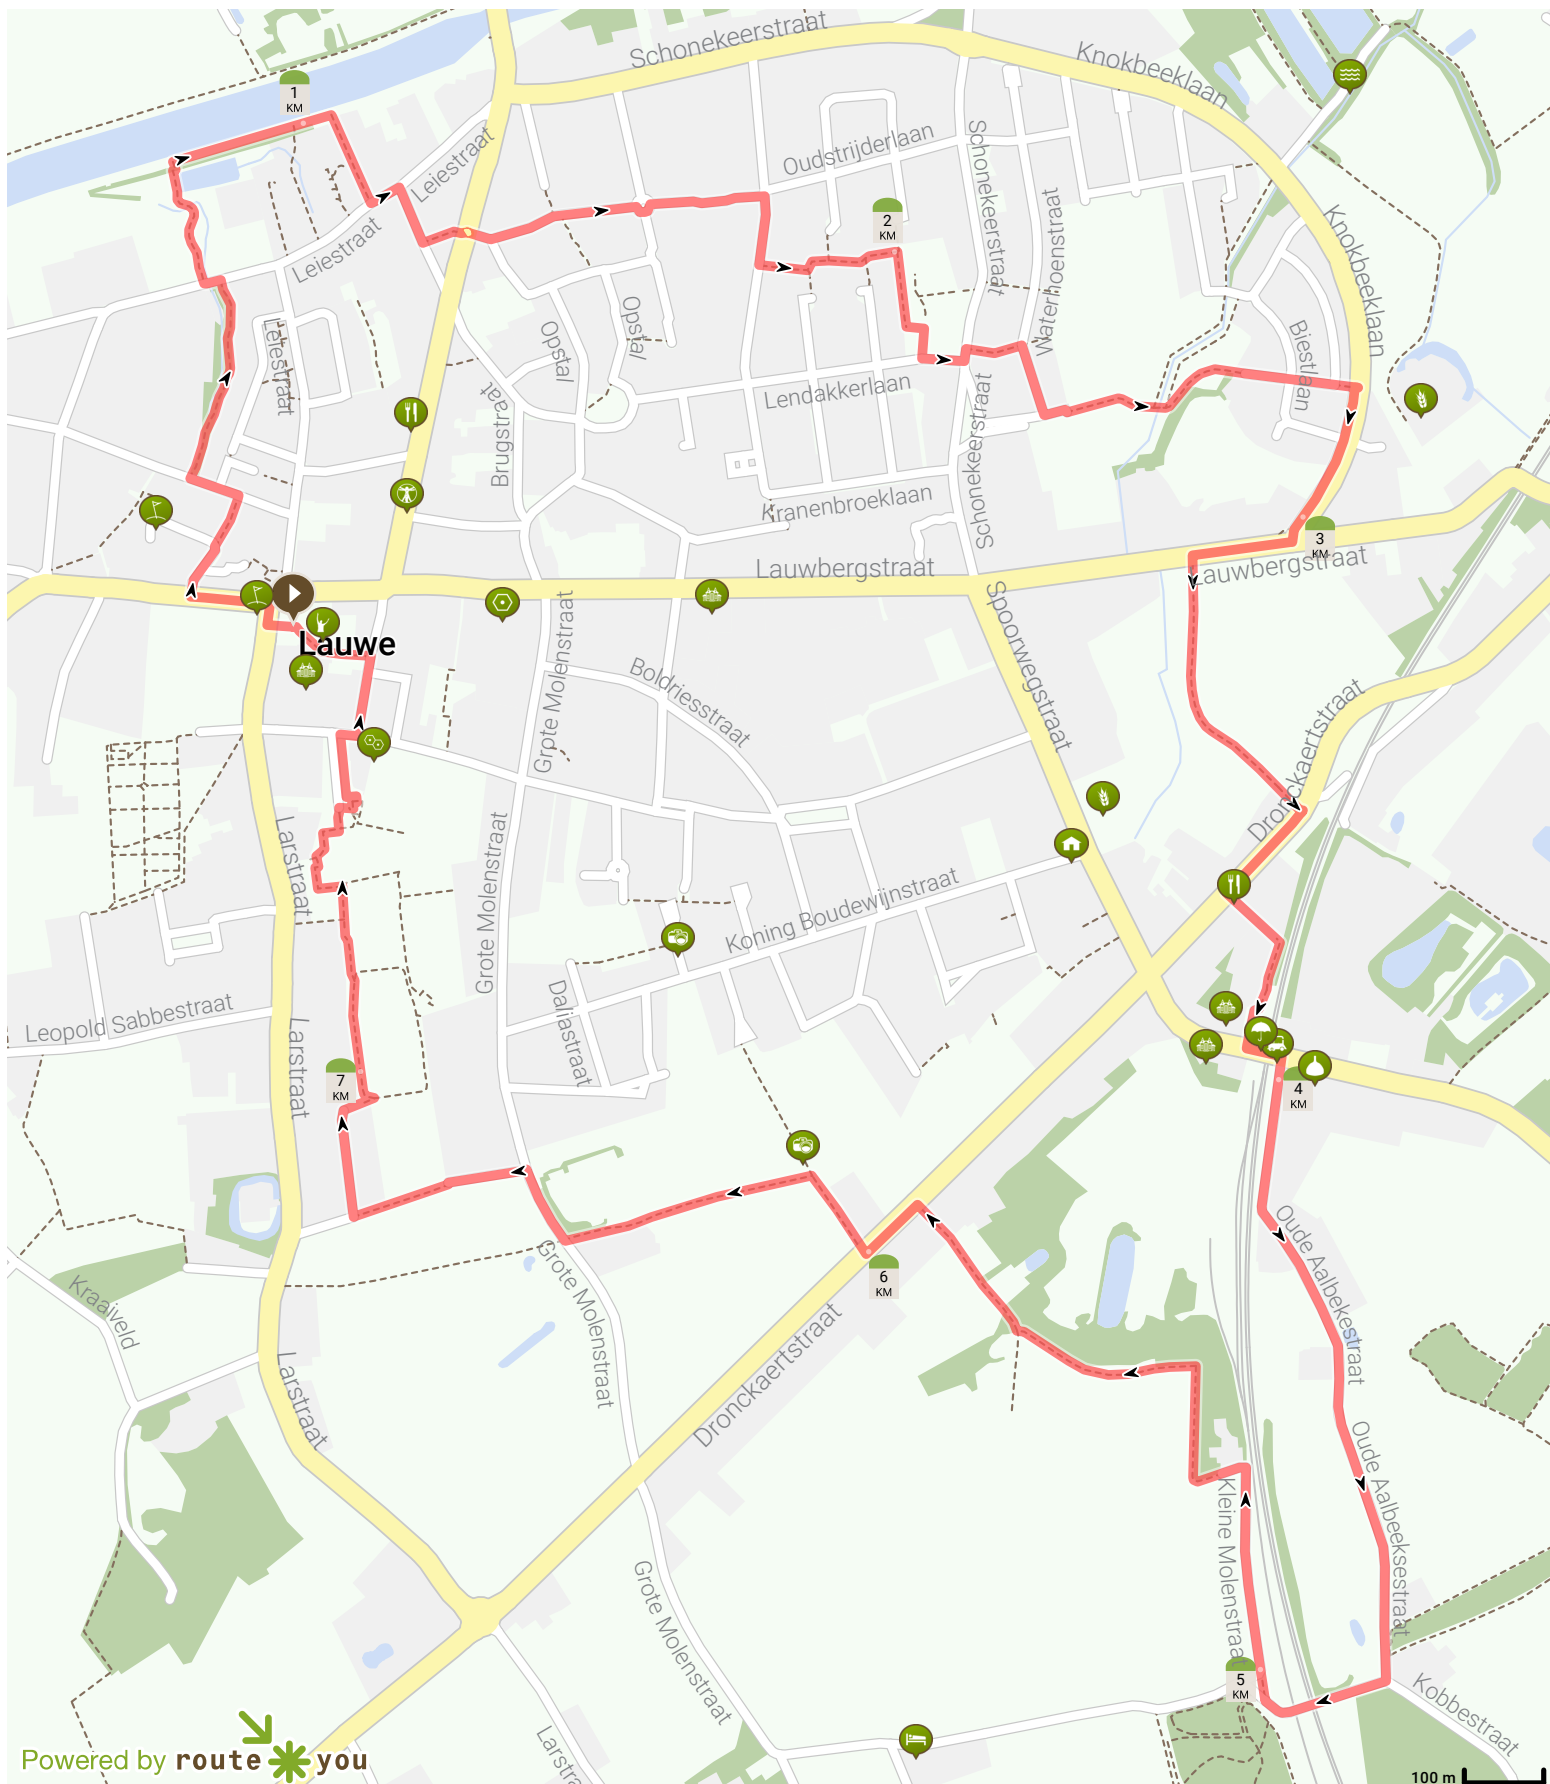 Schonekeerstraat
Knokbeeklaan
1
KM
Leiestraat
Oudstrijderlaan
Schonekeerstraat
Waterhoenstraat
2
KM
Knokbeeklaan
Leiestraat
Leiestraat
Opstal
Opstal
Biestlaan
Brugstraat
Lendakkerlaan
Schonekeerstraat
Kranenbroeklaan
3
KM
Lauwbergstraat
Lauwbergstraat
Lauwe
Spoorwegstraat
Grote Molenstraat
Boldriesstraat
Dronckaertstraat
Larstraat
Grote Molenstraat
Koning Boudewijnstraat
Leopold Sabbestraat
Larstraat
Daliastraat
7
KM
4
KM
Oude Aalbekestraat
Grote Molenstraat
6
KM
Kraaiveld
Larstraat
Dronckaertstraat
Oude Aalbeeksestraat
Kleine Molenstraat
Grote Molenstraat
5
KM
Kobbestraat
Larstra
Powered by route you
100 m